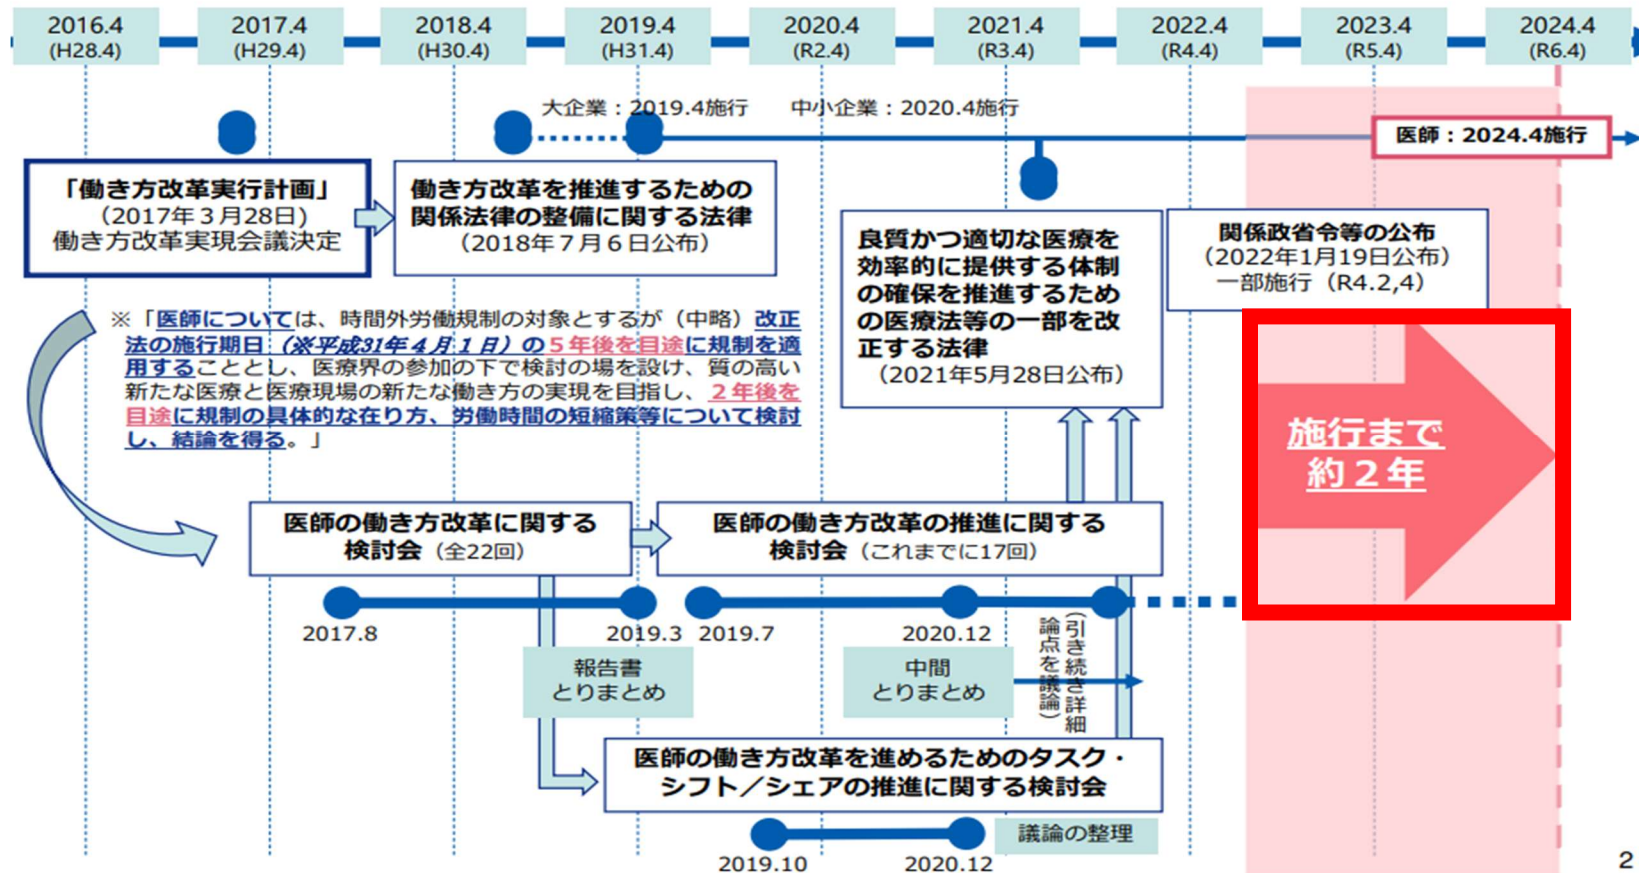 2016.4
(H28.4)
2017.4
(H29.4)
2018.4
(H30.4)
2019.4
(H31.4)
2020.4
(R2.4)
2021.4
(R3.4)
2022.4
(R4.4)
2023.4
(R5.4)
2024.4
(R6.4)
大企業：2019.4施行
中小企業：2020.4施行
医師：2024.4施行
「働き方改革実行計画」
（2017年３月28日)
働き方改革実現会議決定
働き方改革を推進するための
関係法律の整備に関する法律
（2018年７月６日公布）
良質かつ適切な医療を
効率的に提供する体制
の確保を推進するため
の医療法等の一部を改
正する法律
（2021年5月28日公布）
関係政省令等の公布
（2022年1月19日公布）
一部施行（R4.2,4）
※「医師については、時間外労働規制の対象とするが（中略）改正
法の施行期日（※平成31年４月１日）の５年後を目途に規制を適
用することとし、医療界の参加の下で検討の場を設け、質の高い
新たな医療と医療現場の新たな働き方の実現を目指し、２年後を
目途に規制の具体的な在り方、労働時間の短縮策等について検討
し、結論を得る。」
施行まで
約２年
医師の働き方改革に関する
検討会（全22回）
医師の働き方改革の推進に関する
検討会（これまでに17回）
2017.8
2019.3
2019.7
2020.12
（引き続き詳細
論点を議論）
報告書
とりまとめ
中間
とりまとめ
医師の働き方改革を進めるためのタスク・
シフト／シェアの推進に関する検討会
2019.10
2020.12
議論の整理
2